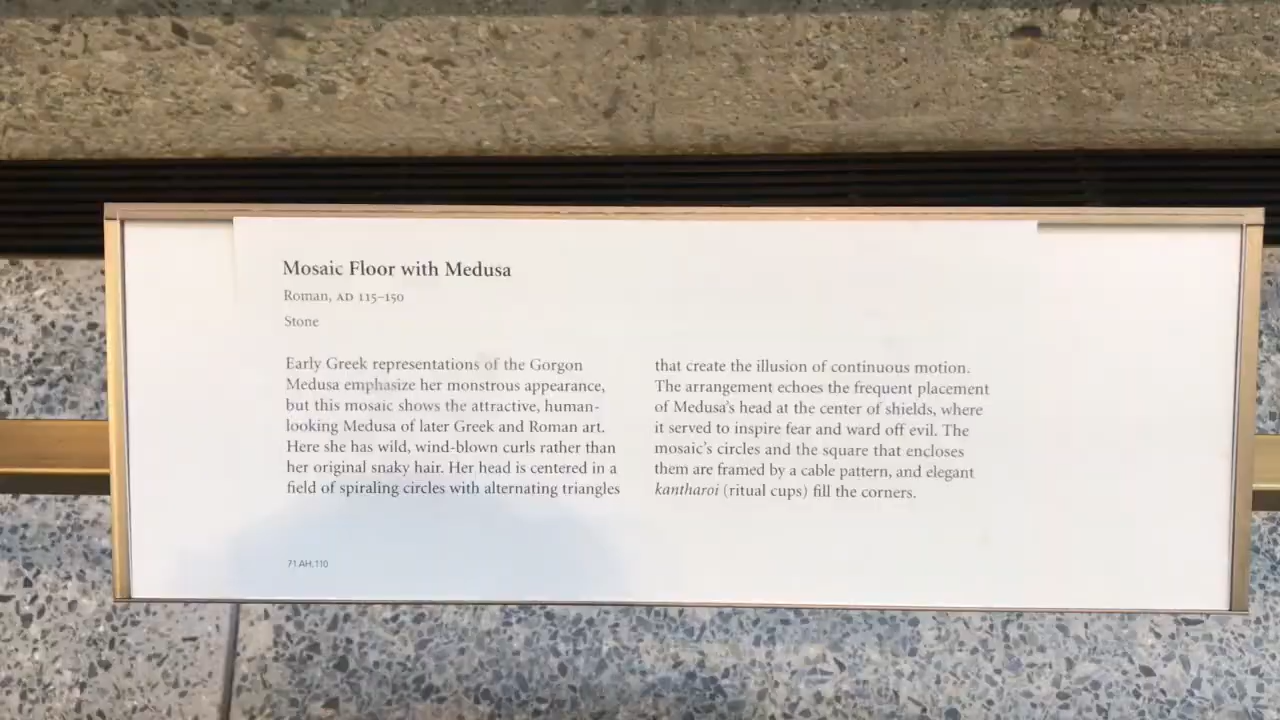 Mosaic Floor with Medusa
Roman, AD 115–150
Stone
Early Greek representations of the Gorgon
Medusa emphasize her monstrous appearance,
but this mosaic shows the attractive, human-
looking Medusa of later Greek and Roman art.
Here she has wild, wind-blown curls rather than
her original snaky hair. Her head is centered in a
field of spiraling circles with alternating triangles
that create the illusion of continuous motion.
The arrangement echoes the frequent placement
of Medusa's head at the center of shields, where
it served to inspire fear and ward off evil. The
mosaic's circles and the square that encloses
them are framed by a cable pattern, and elegant
kantharoi (ritual cups) fill the corners.
71.AH.110